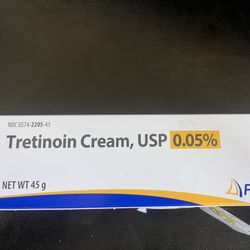 NDC 0574-2205-45
Tretinoin Cream, USP 0.05%
NET WT 45 g